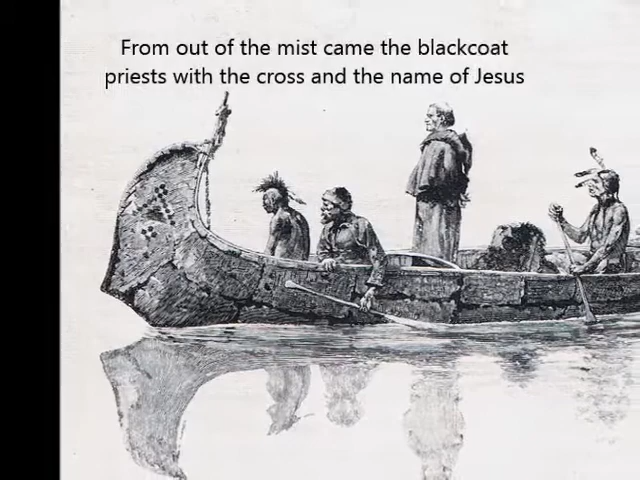 From out of the mist came the blackcoat
priests with the cross and the name of Jesus